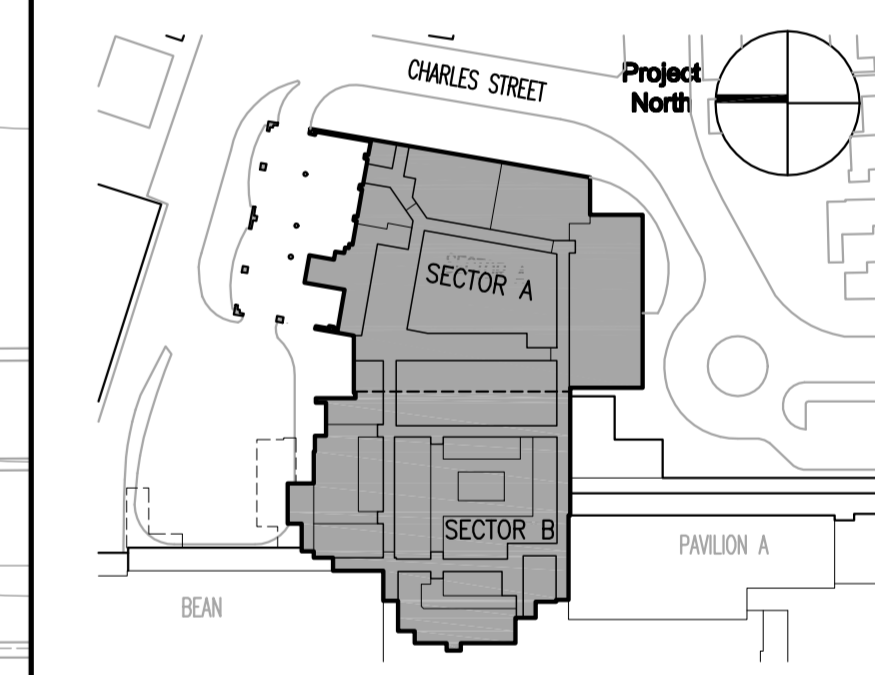 CHARLES STREET
Project
North
SECTOR A
SECTOR B
PAVILION A
BEAN